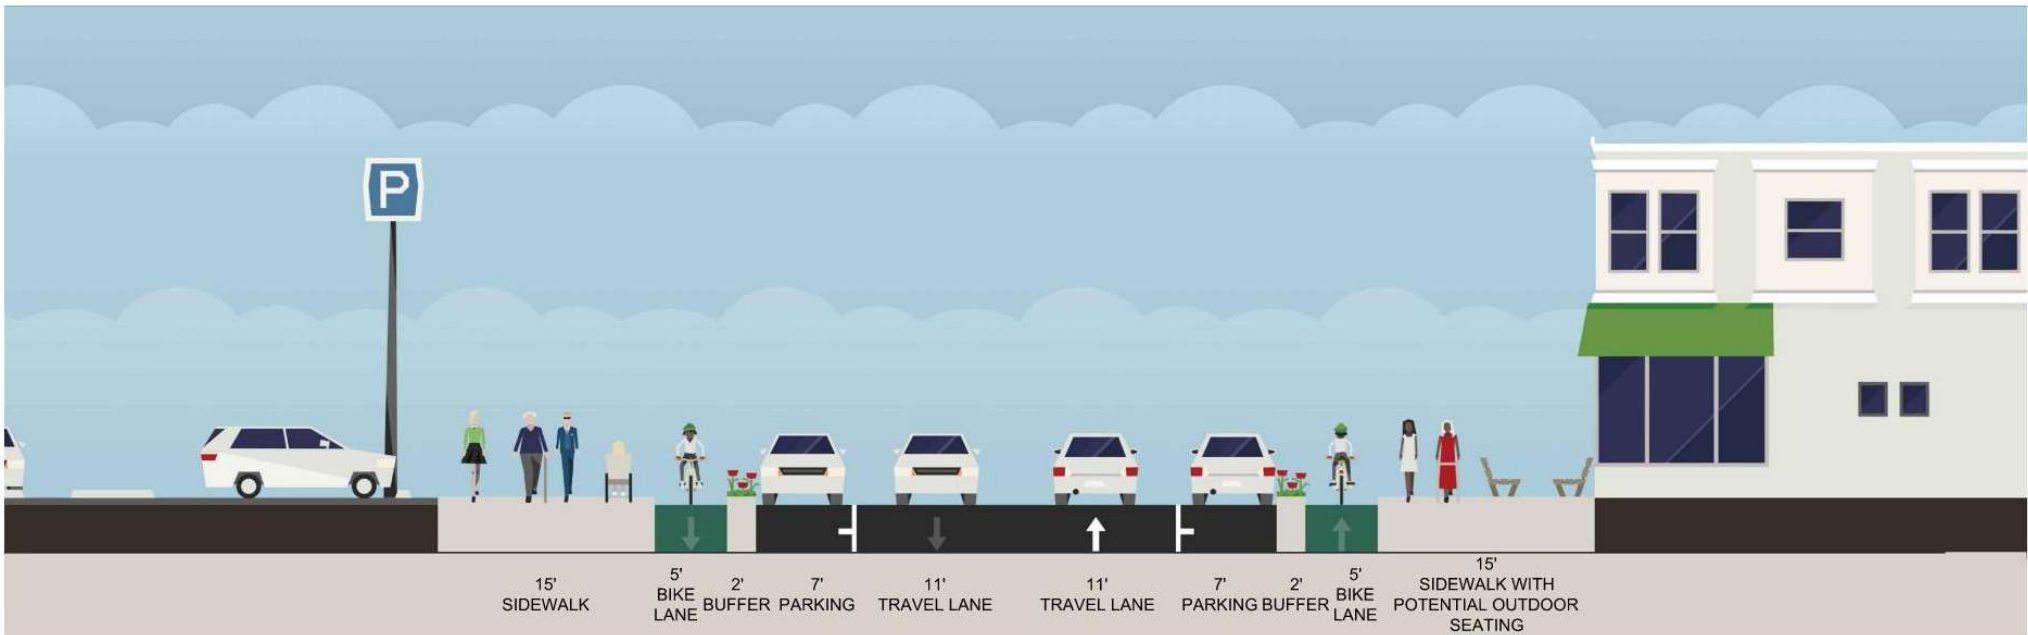 P
15'
SIDEWALK
5'
BIKE
LANE
2'
BUFFER
7'
PARKING
11'
TRAVEL LANE
11'
TRAVEL LANE
7'
PARKING
2'
BUFFER
5'
BIKE
LANE
15'
SIDEWALK WITH
POTENTIAL OUTDOOR
SEATING